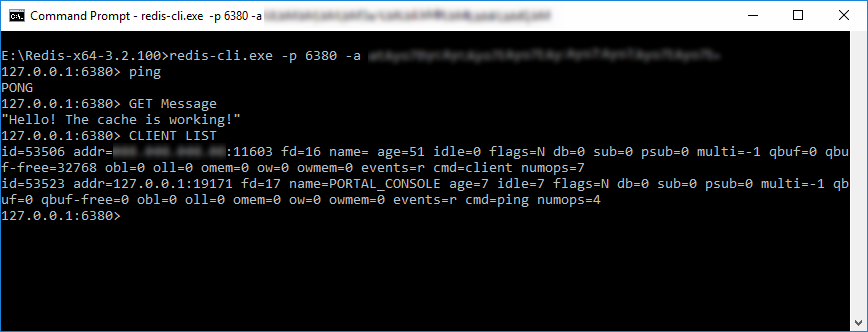 Command Prompt - redis-cli.exe -p 6380 -a
E:\Redis-x64-3.2.100>redis-cli.exe -p 6380 -a
127.0.0.1:6380> ping
PONG
127.0.0.1:6380> GET Message
"Hello! The cache is working!"
127.0.0.1:6380> CLIENT LIST
id=53506 addr= :11603 fd=16 name= age=51 idle=0 flags=N db=0 sub=0 psub=0 multi=-1 qbuf=0 qbu
f-free=32768 obl=0 oll=0 omem=0 ow=0 owmem=0 events=r cmd=client numops=7
id=53523 addr=127.0.0.1:19171 fd=17 name=PORTAL_CONSOLE age=7 idle=7 flags=N db=0 sub=0 psub=0 multi=-1 qb
uf=0 qbuf-free=0 obl=0 oll=0 omem=0 ow=0 owmem=0 events=r cmd=ping numops=4
127.0.0.1:6380>